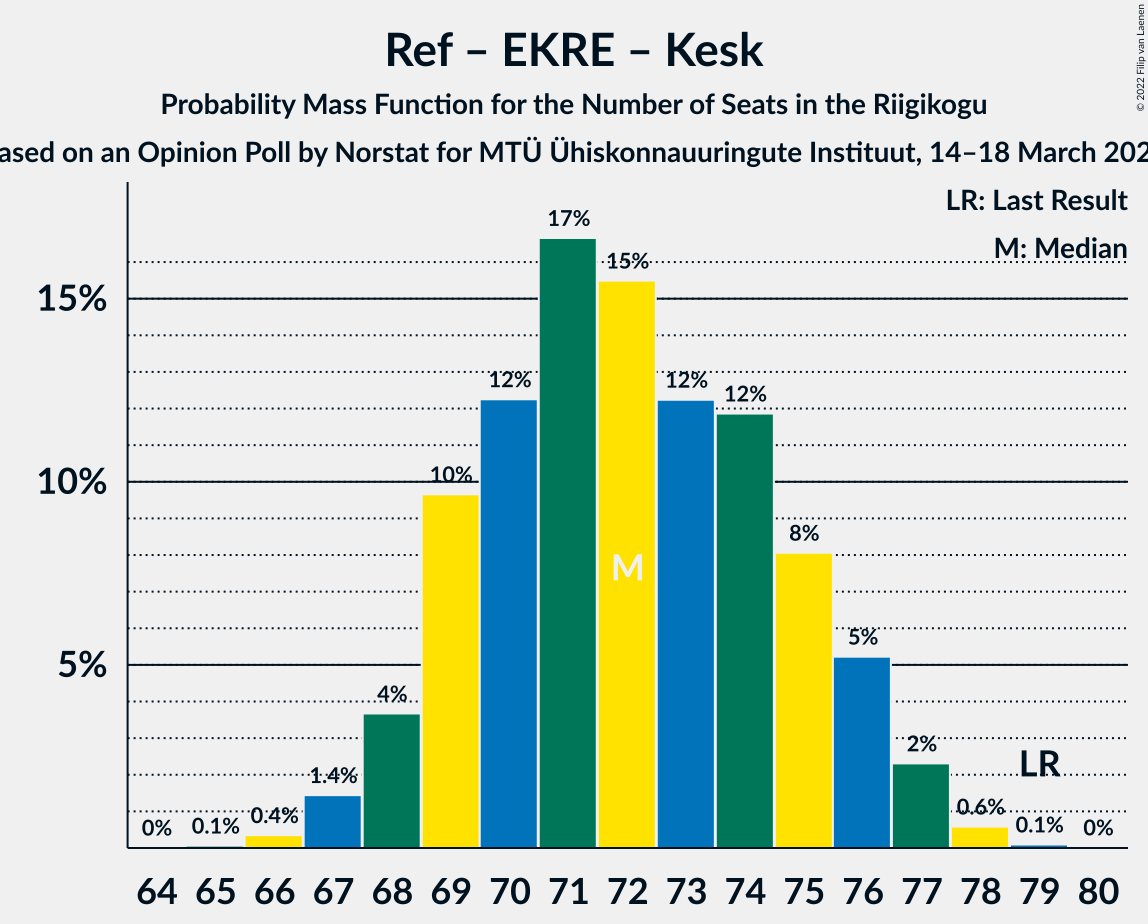 Ref – EKRE – Kesk
Probability Mass Function for the Number of Seats in the Riigikogu
ased on an Opinion Poll by Norstat for MTÜ Ühiskonnauuringute Instituut, 14–18 March 202
© 2022 Filip van Laenen
LR: Last Result
M: Median
17%
15%
15%
12%
12%
12%
10%
10%
8%
M
5%
5%
4%
2%
LR
1.4%
0.4%
0.6%
0%
0.1%
0.1%
0%
64 65 66 67 68 69 70 71 72 73 74 75 76 77 78 79 80